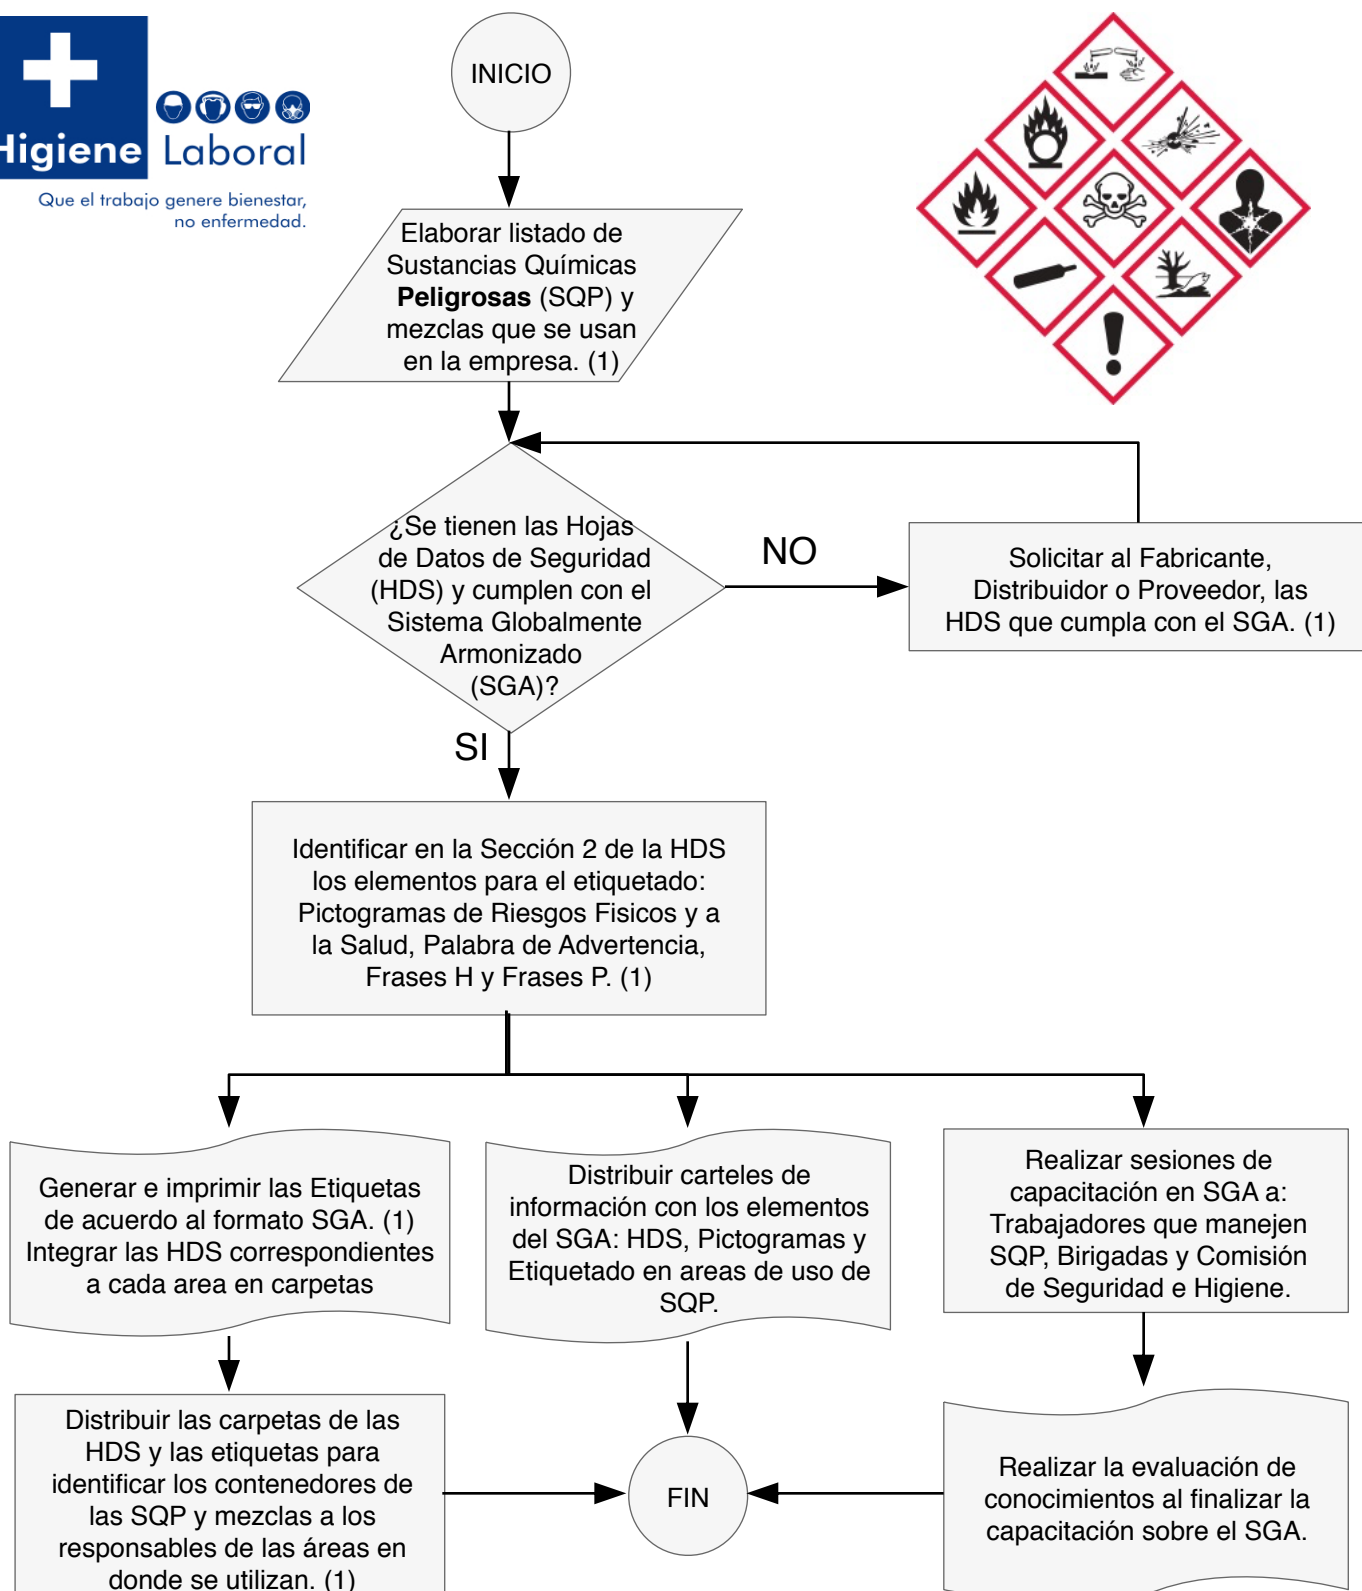 Higiene Laboral
Que el trabajo genere bienestar,
no enfermedad.
INICIO
Elaborar listado de
Sustancias Químicas
Peligrosas (SQP) y
mezclas que se usan
en la empresa. (1)
¿Se tienen las Hojas
de Datos de Seguridad
(HDS) y cumplen con el
Sistema Globalmente
Armonizado
(SGA)?
NO
Solicitar al Fabricante,
Distribuidor o Proveedor, las
HDS que cumpla con el SGA. (1)
SI
Identificar en la Sección 2 de la HDS
los elementos para el etiquetado:
Pictogramas de Riesgos Fisicos y a
la Salud, Palabra de Advertencia,
Frases H y Frases P. (1)
Generar e imprimir las Etiquetas
de acuerdo al formato SGA. (1)
Integrar las HDS correspondientes
a cada area en carpetas
Distribuir carteles de
información con los elementos
del SGA: HDS, Pictogramas y
Etiquetado en areas de uso de
SQP.
Realizar sesiones de
capacitación en SGA a:
Trabajadores que manejen
SQP, Birigadas y Comisión
de Seguridad e Higiene.
Distribuir las carpetas de las
HDS y las etiquetas para
identificar los contenedores de
las SQP y mezclas a los
responsables de las áreas en
donde se utilizan. (1)
FIN
Realizar la evaluación de
conocimientos al finalizar la
capacitación sobre el SGA.